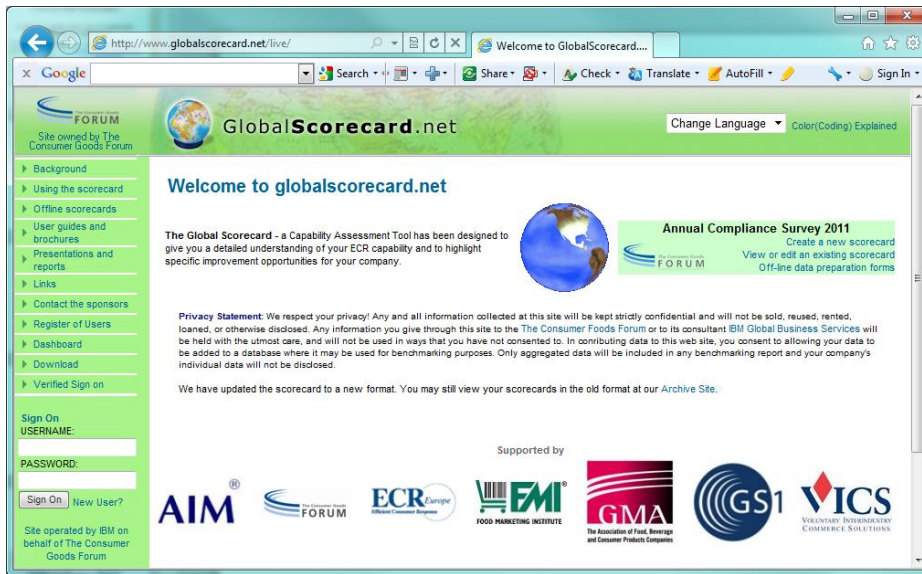 http://www.globalscorecard.net/live/
Welcome to GlobalScorecard....
x Google
Search
Share
Check
Translate
AutoFill
Sign In
The Consumer Goods
FORUM
Site owned by The
Consumer Goods Forum
GlobalScorecard.net
Change Language
Color(Coding) Explained
Background
Using the scorecard
Offline scorecards
User guides and
brochures
Presentations and
reports
Links
Contact the sponsors
Register of Users
Dashboard
Download
Verified Sign on
Sign On
USERNAME:
PASSWORD:
Sign On New User?
Site operated by IBM on
behalf of The Consumer
Goods Forum
Welcome to globalscorecard.net
The Global Scorecard - a Capability Assessment Tool has been designed to
give you a detailed understanding of your ECR capability and to highlight
specific improvement opportunities for your company.
Annual Compliance Survey 2011
Create a new scorecard
View or edit an existing scorecard
Off-line data preparation forms
The Consumer Goods
FORUM
Privacy Statement: We respect your privacy! Any and all information collected at this site will be kept strictly confidential and will not be sold, reused, rented,
loaned, or otherwise disclosed. Any information you give through this site to the The Consumer Foods Forum or to its consultant IBM Global Business Services will
be held with the utmost care, and will not be used in ways that you have not consented to. In conributing data to this web site, you consent to allowing your data to
be added to a database where it may be used for benchmarking purposes. Only aggregated data will be included in any benchmarking report and your company's
individual data will not be disclosed.
We have updated the scorecard to a new format. You may still view your scorecards in the old format at our Archive Site.
Supported by
AIM®
The Consumer Goods
FORUM
ECR Europe
Efficient Consumer Response
FMI®
FOOD MARKETING INSTITUTE
GMA
The Association of Food, Beverage
and Consumer Products Companies
GS1
VICS
VOLUNTARY INTERINDUSTRY
COMMERCE SOLUTIONS